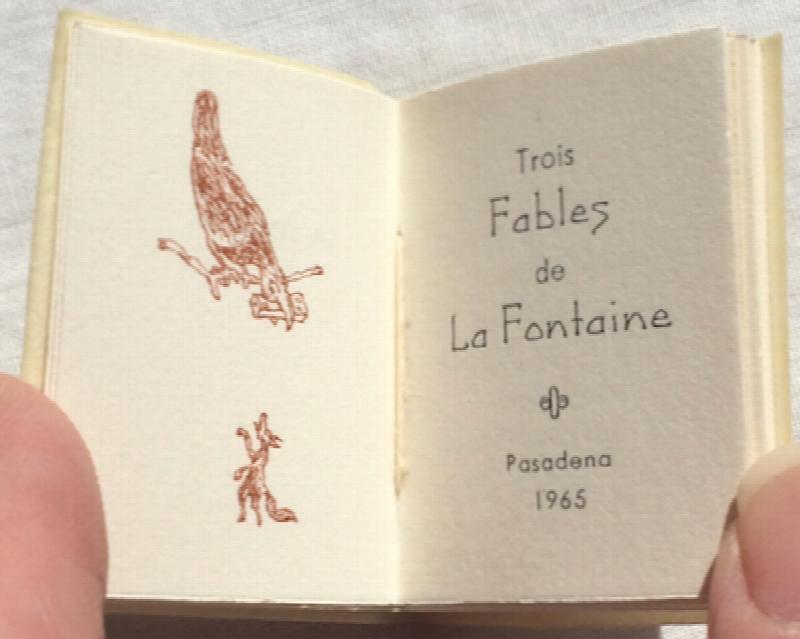 Trois
Fables
de
La Fontaine
Pasadena
1965